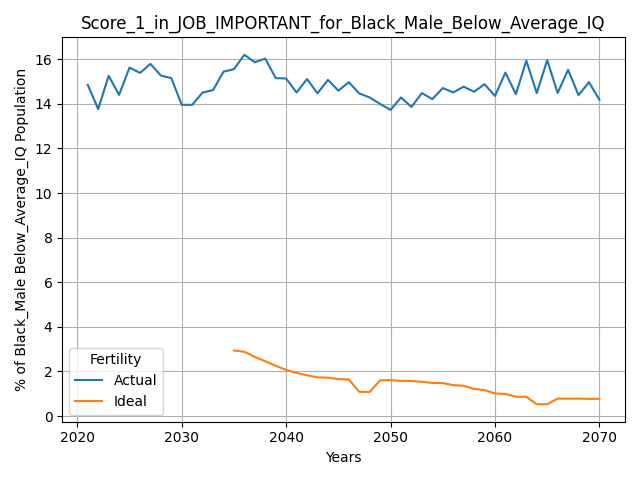 Score_1_in_JOB_IMPORTANT_for_Black_Male_Below_Average_IQ
% of Black_Male Below_Average_IQ Population
16
14
12
10
8
6
4
2
0
Fertility
Actual
Ideal
2020
2030
2040
2050
2060
2070
Years